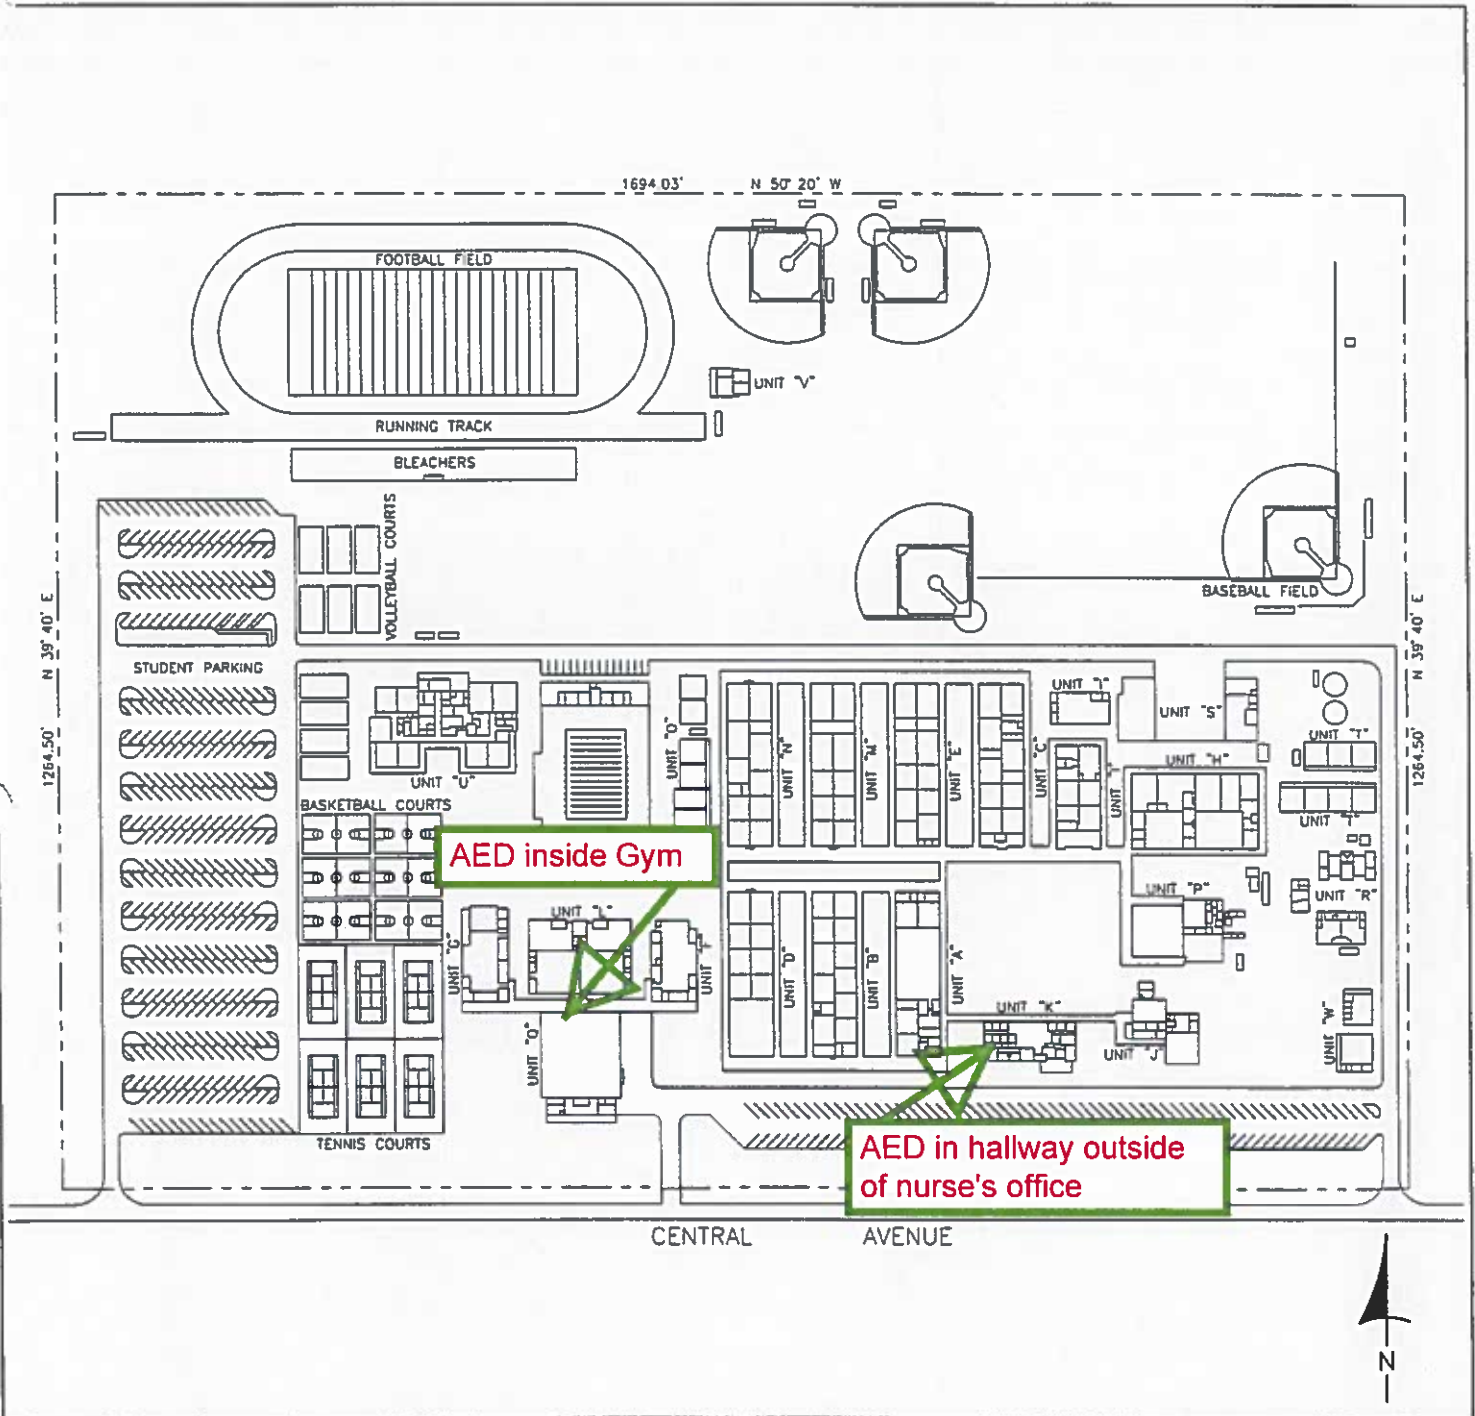 1694.03' N 50° 20' W
FOOTBALL FIELD
UNIT "V"
RUNNING TRACK
BLEACHERS
VOLLEYBALL COURTS
BASEBALL FIELD
N 39° 40' E
1264.50'
N 39° 40' E
1264.50'
STUDENT PARKING
UNIT "U"
UNIT "O"
UNIT "N"
UNIT "M"
UNIT "E"
UNIT "C"
UNIT "I"
UNIT "S"
UNIT "H"
UNIT "T"
UNIT "T"
UNIT
BASKETBALL COURTS
AED inside Gym
UNIT "G"
UNIT "L"
UNIT "F"
UNIT "D"
UNIT "B"
UNIT "A"
UNIT "P"
UNIT "R"
UNIT "Q"
UNIT "K"
UNIT "J"
UNIT "W"
TENNIS COURTS
AED in hallway outside
of nurse's office
CENTRAL AVENUE
N